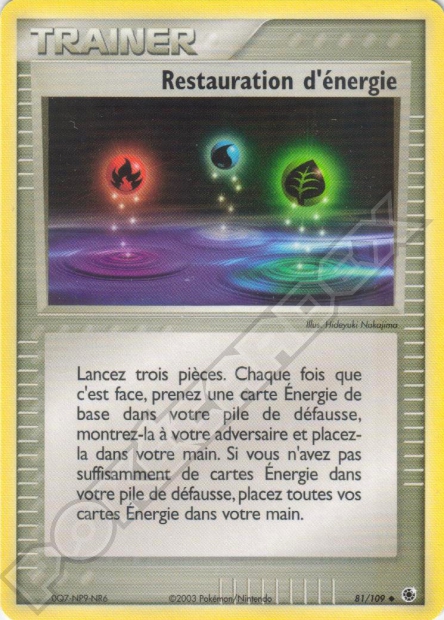 TRAINER
Restauration d'énergie
Illus. Hideyuki Nakajima
Lancez trois pièces. Chaque fois que
c'est face, prenez une carte Énergie de
base dans votre pile de défausse,
montrez-la à votre adversaire et placez-
la dans votre main. Si vous n'avez pas
suffisamment de cartes Énergie dans
votre pile de défausse, placez toutes vos
cartes Énergie dans votre main.
0Q7-NP9-NR6
©2003 Pokémon/Nintendo
81/109